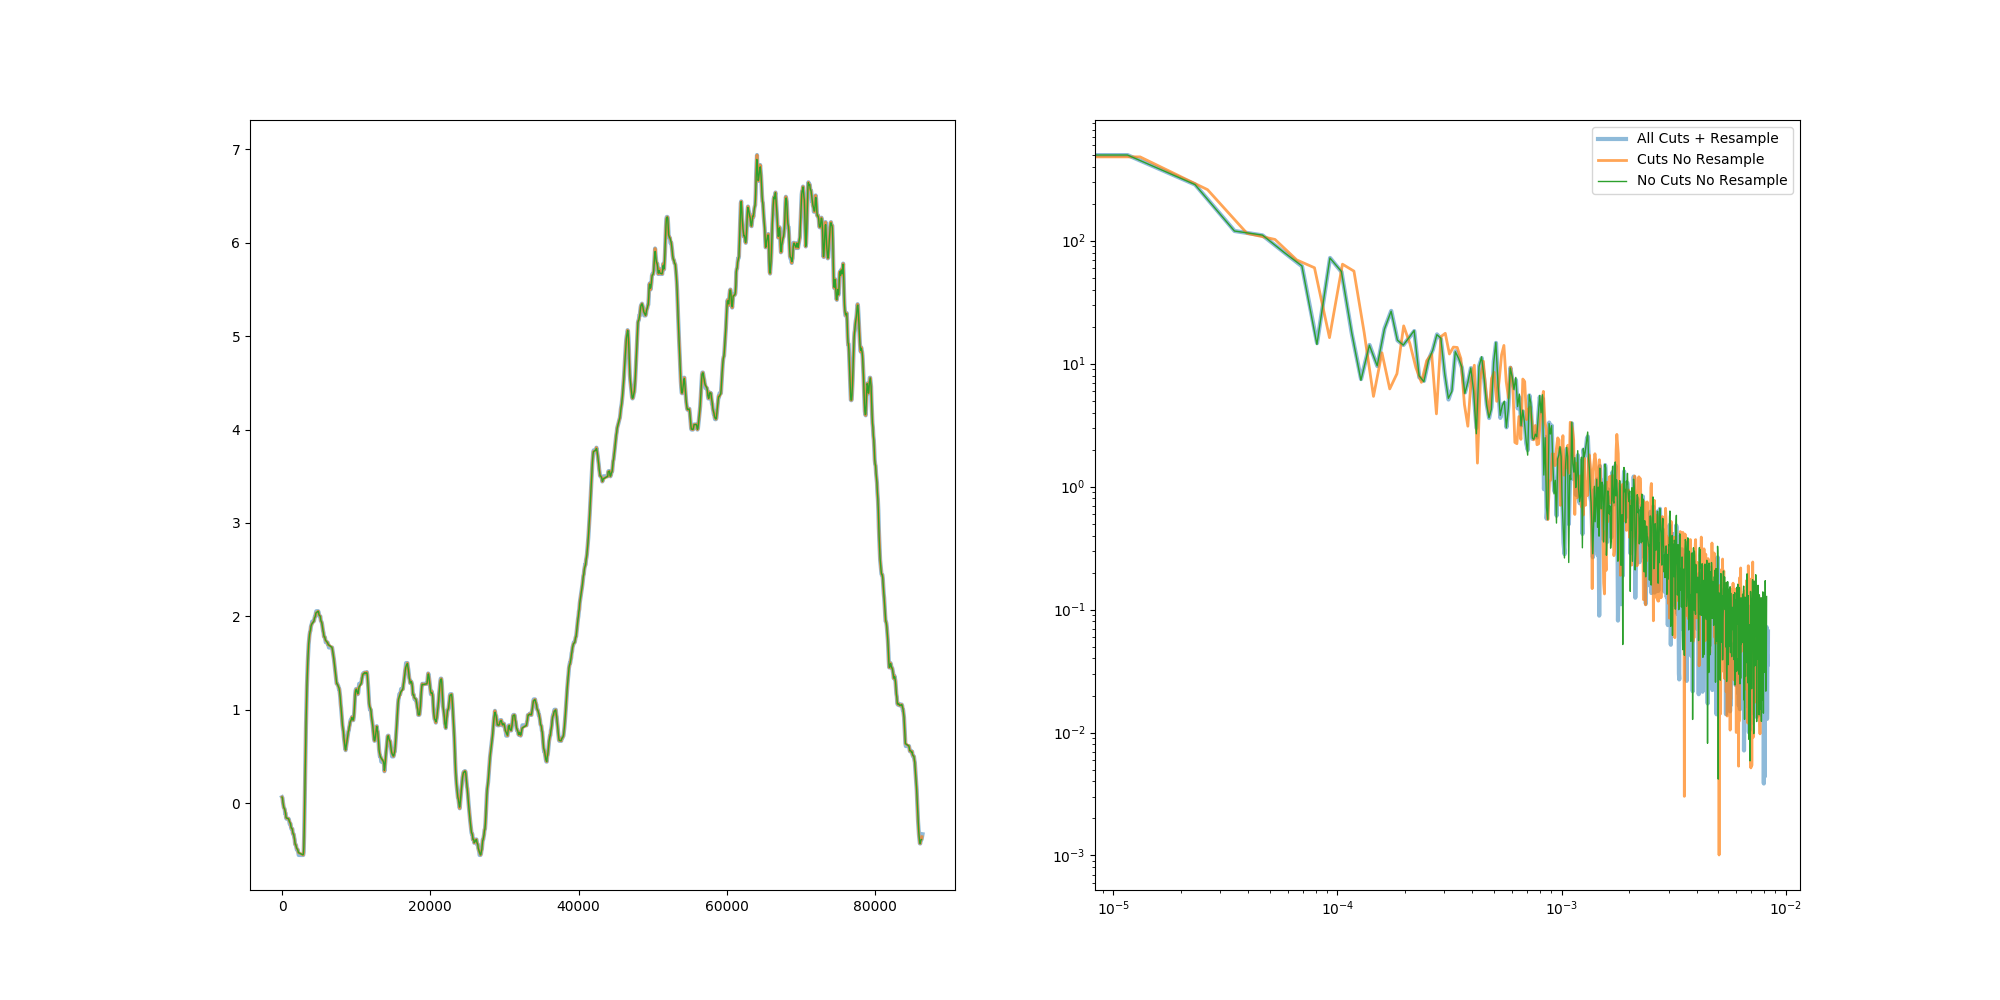 7
6
5
4
3
2
1
0
0 20000 40000 60000 80000
All Cuts + Resample
Cuts No Resample
No Cuts No Resample
10²
10¹
10⁰
10⁻¹
10⁻²
10⁻³
10⁻⁵ 10⁻⁴ 10⁻³ 10⁻²